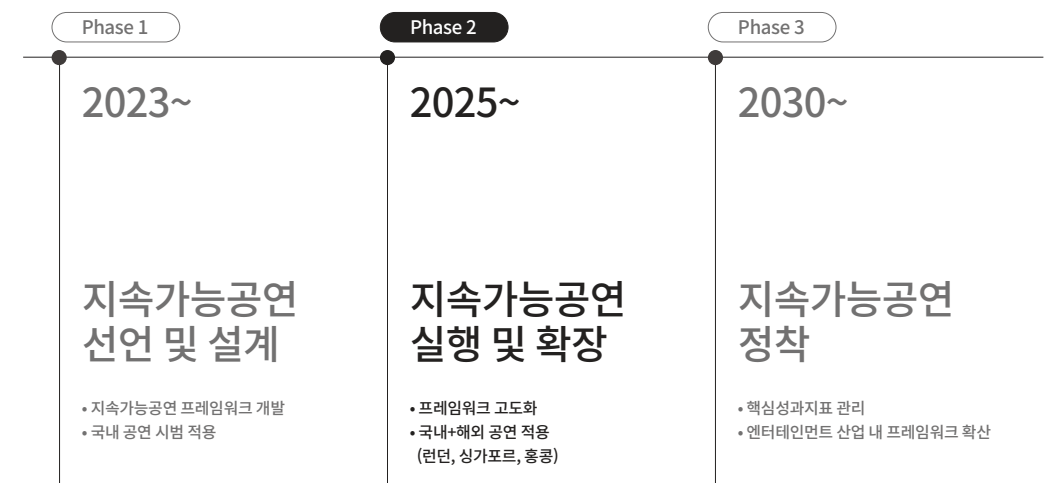 Phase 1
2023~
지속가능공연
선언 및 설계
• 지속가능공연 프레임워크 개발
• 국내 공연 시범 적용
Phase 2
2025~
지속가능공연
실행 및 확장
• 프레임워크 고도화
• 국내+해외 공연 적용
(런던, 싱가포르, 홍콩)
Phase 3
2030~
지속가능공연
정착
• 핵심성과지표 관리
• 엔터테인먼트 산업 내 프레임워크 확산